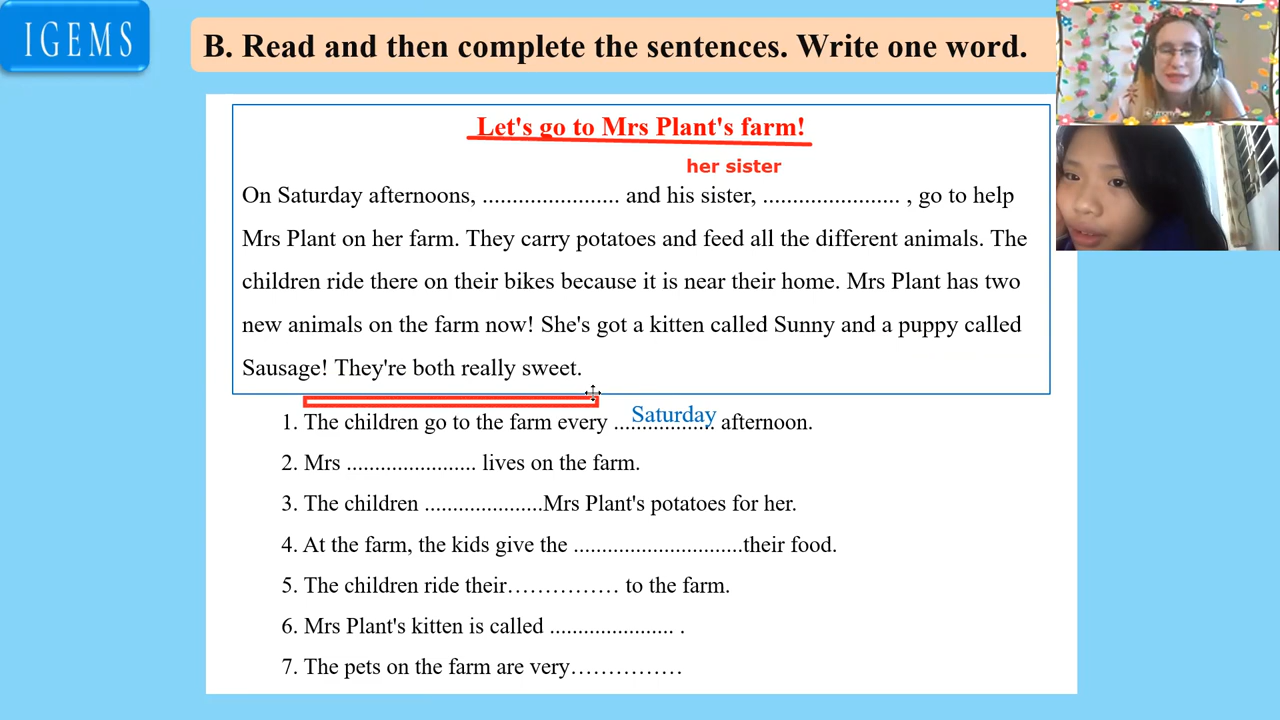 IGEMS
B. Read and then complete the sentences. Write one word.
Let's go to Mrs Plant's farm!
her sister
On Saturday afternoons, ....................... and his sister, ....................... , go to help
Mrs Plant on her farm. They carry potatoes and feed all the different animals. The
children ride there on their bikes because it is near their home. Mrs Plant has two
new animals on the farm now! She's got a kitten called Sunny and a puppy called
Sausage! They're both really sweet.
1. The children go to the farm every ................. afternoon.
Saturday
2. Mrs ...................... lives on the farm.
3. The children ....................Mrs Plant's potatoes for her.
4. At the farm, the kids give the ............................their food.
5. The children ride their…………… to the farm.
6. Mrs Plant's kitten is called ..................... .
7. The pets on the farm are very……………